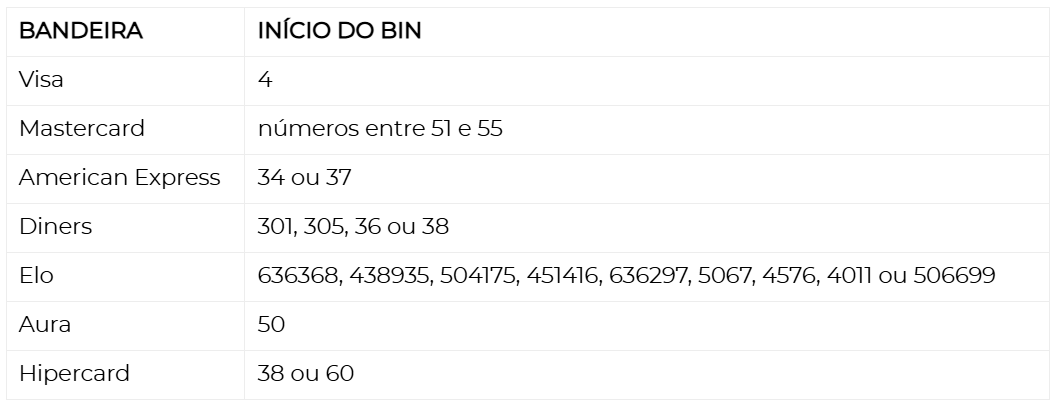 BANDEIRA INÍCIO DO BIN
Visa 4
Mastercard números entre 51 e 55
American Express 34 ou 37
Diners 301, 305, 36 ou 38
Elo 636368, 438935, 504175, 451416, 636297, 5067, 4576, 4011 ou 506699
Aura 50
Hipercard 38 ou 60